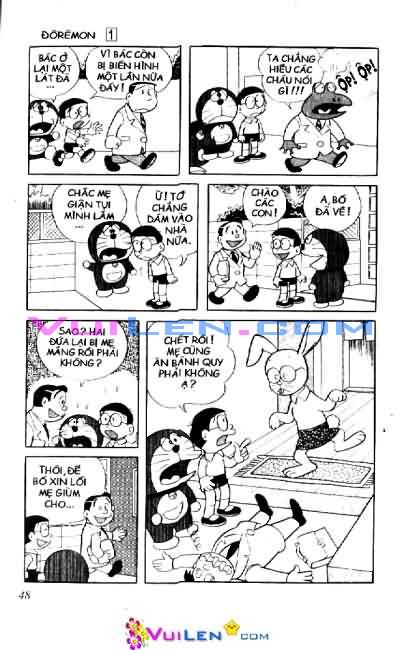 ĐÔRÊMON 1
BÁC Ở
LẠI MỘT
LÁT ĐÃ
...
VÌ BÁC CÒN
BỊ BIẾN HÌNH
MỘT LẦN NỮA
ĐẤY!
TA CHẲNG
HIỂU CÁC
CHÁU NÓI
GÌ!!!
ỘP! ỘP!
CHẮC MẸ
GIẬN TỤI
MÌNH LẮM
...
Ừ! TỚ
CHẲNG
DÁM VÀO
NHÀ
NỮA.
CHÀO
CÁC
CON!
A, BỐ
ĐÃ VỀ!
SAO? HAI
ĐỨA LẠI BỊ MẸ
MẮNG RỒI PHẢI
KHÔNG?
THÔI, ĐỂ
BỐ XIN LỖI
MẸ GIÙM
CHO...
CHẾT RỒI!
MẸ CŨNG
ĂN BÁNH QUY
PHẢI KHÔNG
Ạ?
VUILEN.COM
48
VUILEN.COM